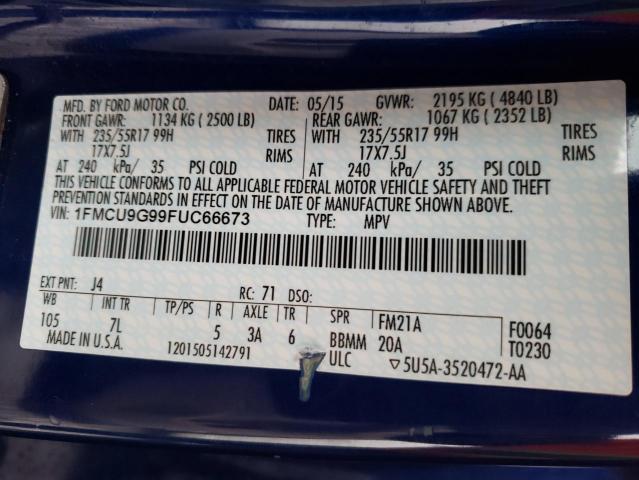 MFD. BY FORD MOTOR CO. DATE: 05/15 GVWR: 2195 KG ( 4840 LB)
FRONT GAWR: 1134 KG ( 2500 LB) REAR GAWR: 1067 KG ( 2352 LB)
WITH 235/55R17 99H TIRES WITH 235/55R17 99H TIRES
17X7.5J RIMS 17X7.5J RIMS
AT 240 kPa/ 35 PSI COLD AT 240 kPa/ 35 PSI COLD
THIS VEHICLE CONFORMS TO ALL APPLICABLE FEDERAL MOTOR VEHICLE SAFETY AND THEFT
PREVENTION STANDARDS IN EFFECT ON THE DATE OF MANUFACTURE SHOWN ABOVE.
VIN: 1FMCU9G99FUC66673 TYPE: MPV
EXT PNT: J4 RC: 71 DSO:
WB INT TR TP/PS R AXLE TR SPR FM21A F0064
105 7L 5 3A 6 BBMM 20A T0230
MADE IN U.S.A. 1201505142791 ULC ▽5U5A-3520472-AA